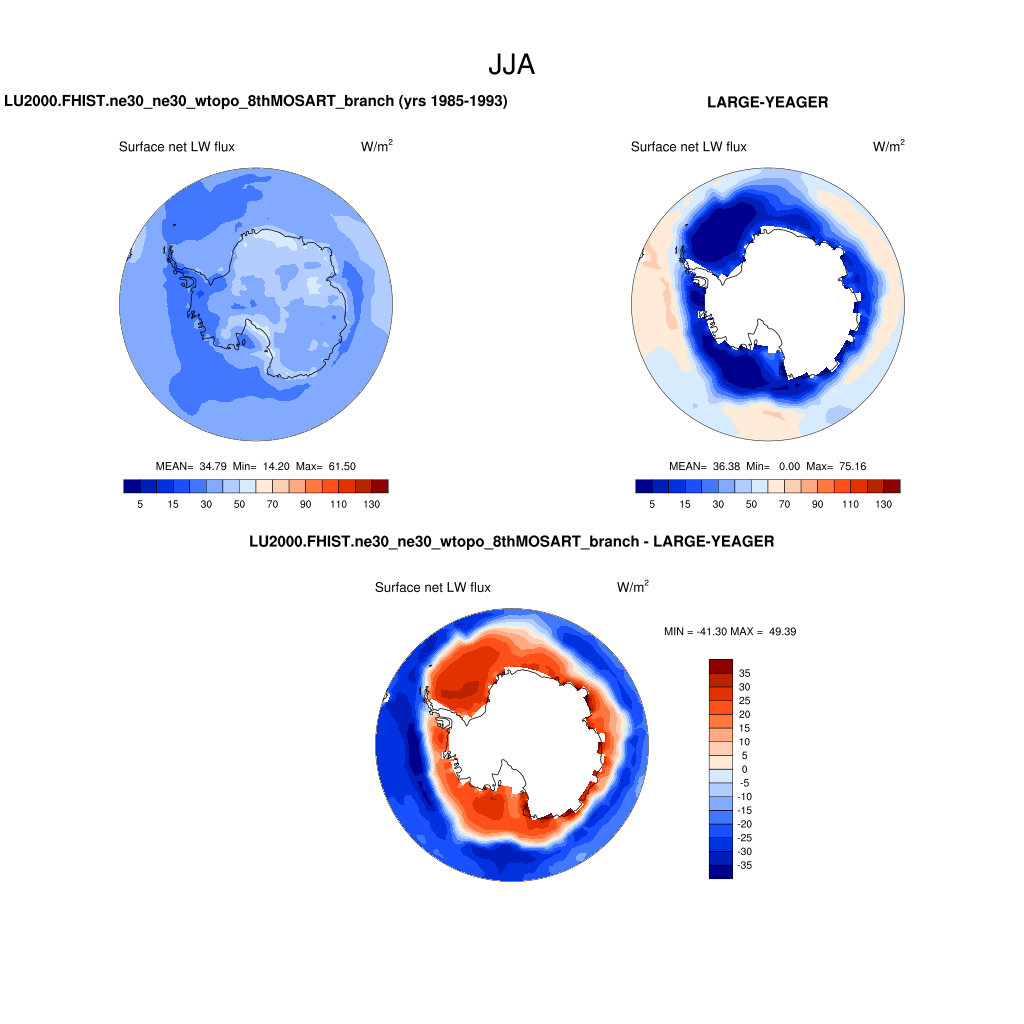 JJA
LU2000.FHIST.ne30_ne30_wtopo_8thMOSART_branch (yrs 1985-1993)
Surface net LW flux W/m²
MEAN= 34.79 Min= 14.20 Max= 61.50
5 15 30 50 70 90 110 130
LARGE-YEAGER
Surface net LW flux W/m²
MEAN= 36.38 Min= 0.00 Max= 75.16
5 15 30 50 70 90 110 130
LU2000.FHIST.ne30_ne30_wtopo_8thMOSART_branch - LARGE-YEAGER
Surface net LW flux W/m²
MIN = -41.30 MAX = 49.39
35
30
25
20
15
10
5
0
-5
-10
-15
-20
-25
-30
-35